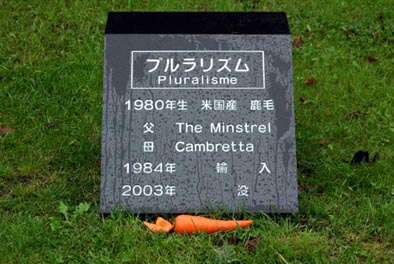 プルラリズム
Pluralisme
1980年生 米国産 鹿毛
父 The Minstrel
母 Cambretta
1984年 輸入
2003年 没